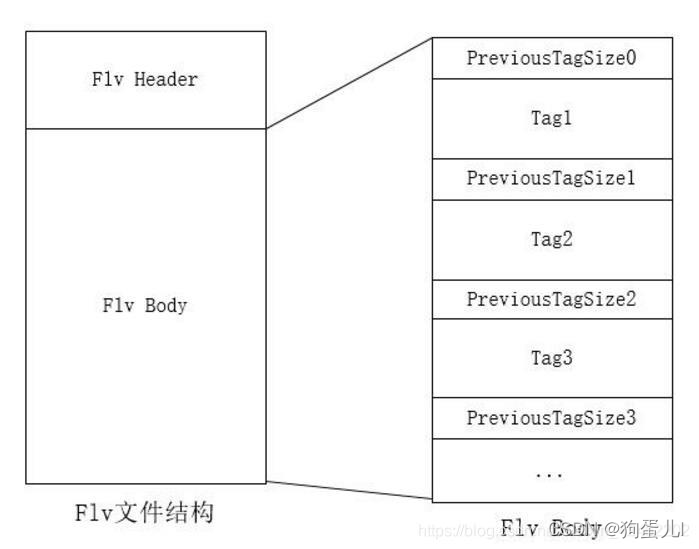 Flv Header
Flv Body
Flv文件结构
PreviousTagSize0
Tag1
PreviousTagSize1
Tag2
PreviousTagSize2
Tag3
PreviousTagSize3
...
Flv Body
CSDN @狗蛋儿l
https://blog.